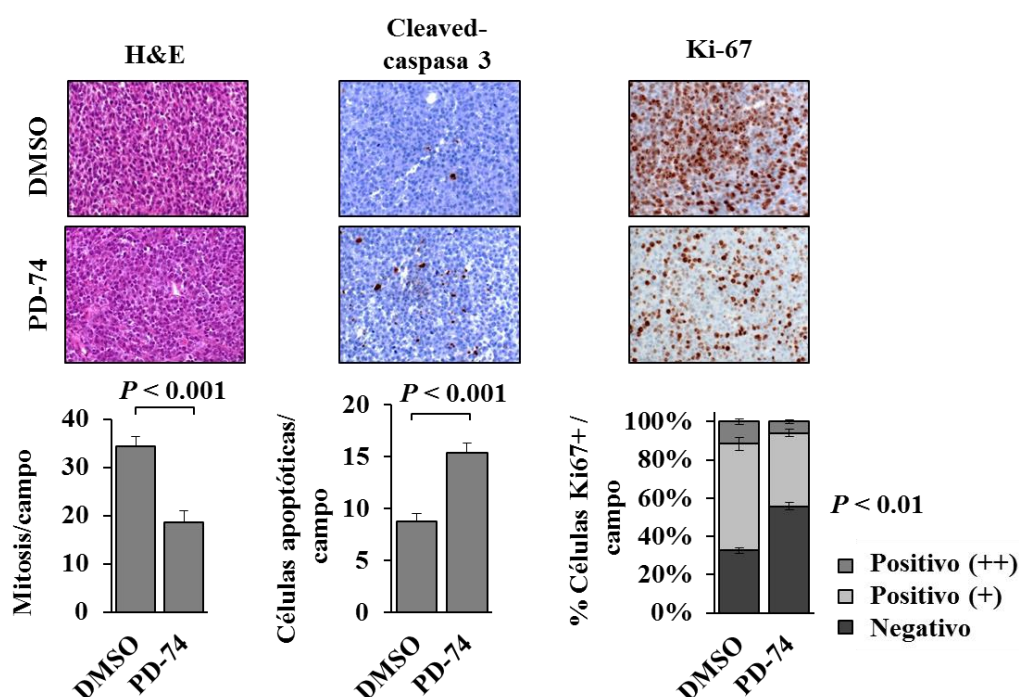 H&E
Cleaved-
caspasa 3
Ki-67
DMSO
PD-74
P < 0.001
Mitosis/campo
40
30
20
10
0
DMSO
PD-74
P < 0.001
Células apoptóticas/
campo
20
15
10
5
0
DMSO
PD-74
% Células Ki67+ /
campo
100%
80%
60%
40%
20%
0%
DMSO
PD-74
P < 0.01
Positivo (++)
Positivo (+)
Negativo